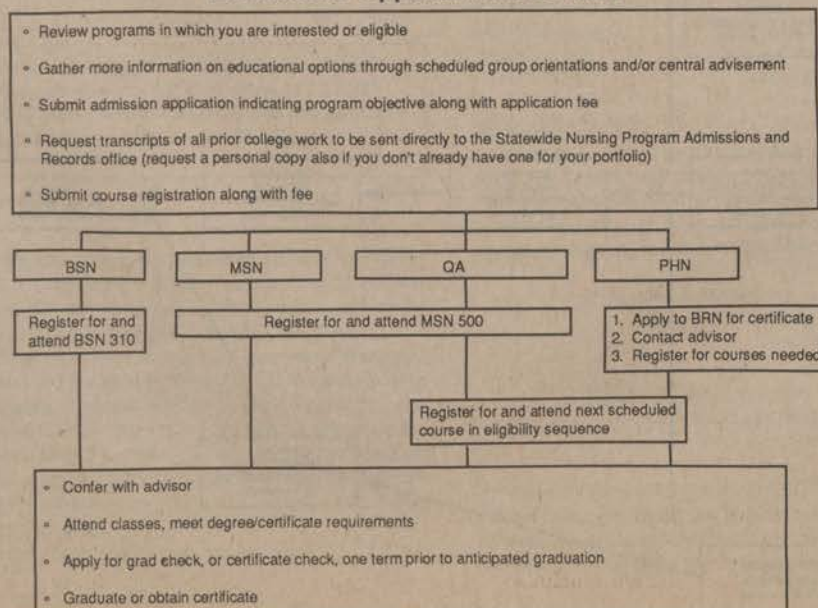 • Review programs in which you are interested or eligible
• Gather more information on educational options through scheduled group orientations and/or central advisement
• Submit admission application indicating program objective along with application fee
• Request transcripts of all prior college work to be sent directly to the Statewide Nursing Program Admissions and
Records office (request a personal copy also if you don't already have one for your portfolio)
• Submit course registration along with fee
BSN
MSN
QA
PHN
Register for and
attend BSN 310
Register for and attend MSN 500
1. Apply to BRN for certificate
2. Contact advisor
3. Register for courses needed
Register for and attend next scheduled
course in eligibility sequence
• Confer with advisor
• Attend classes, meet degree/certificate requirements
• Apply for grad check, or certificate check, one term prior to anticipated graduation
• Graduate or obtain certificate